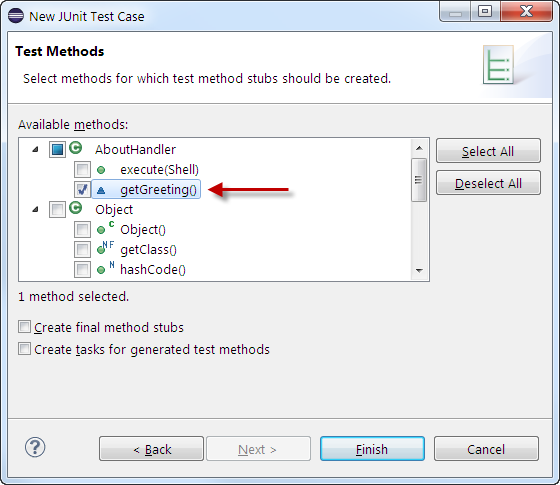 New JUnit Test Case
Test Methods
Select methods for which test method stubs should be created.
Available methods:
AboutHandler
execute(Shell)
getGreeting()
Object
C Object()
NF getClass()
N hashCode()
Select All
Deselect All
1 method selected.
Create final method stubs
Create tasks for generated test methods
? < Back Next > Finish Cancel